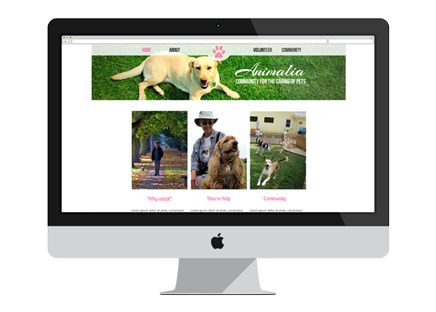 HOME ABOUT VOLUNTEER COMMUNITY
Animalia
COMMUNITY FOR THE CARING OF PETS
Why adopt? How to help Community
Lorem ipsum dolor sit amet, consectetur Lorem ipsum dolor sit amet, consectetur Lorem ipsum dolor sit amet, consectetur